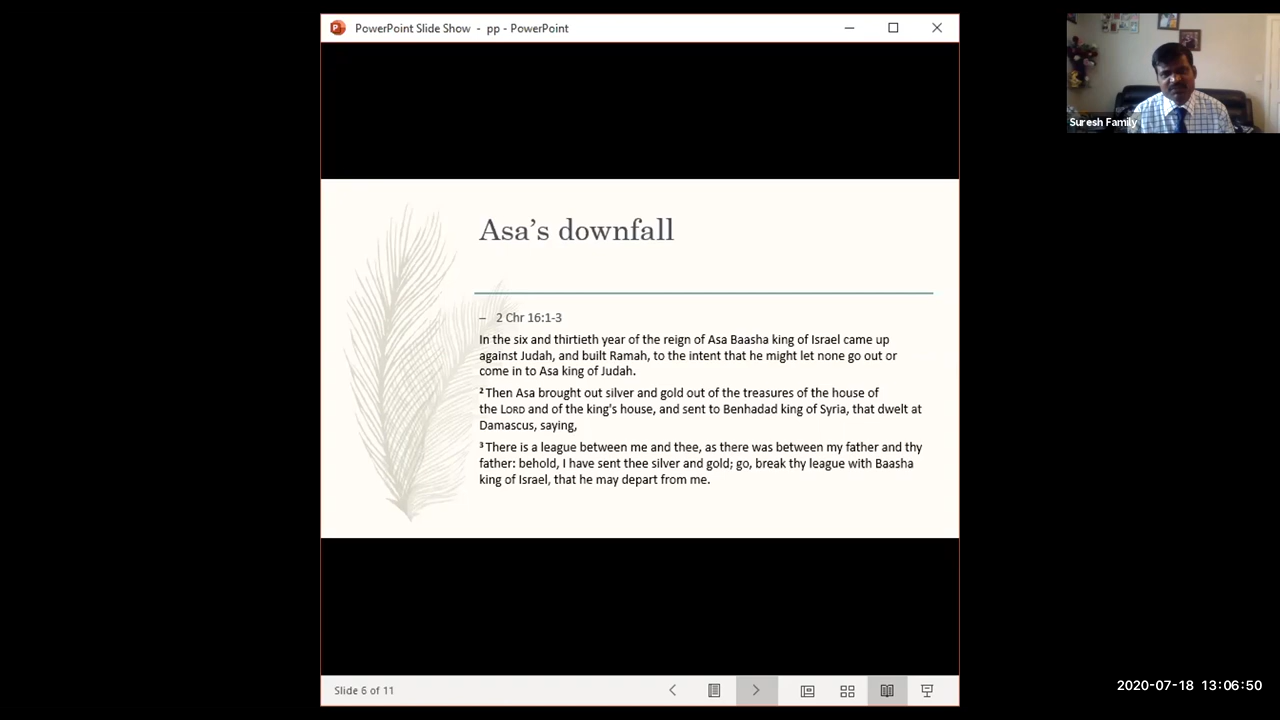 PowerPoint Slide Show - pp - PowerPoint
Suresh Family
Asa’s downfall
– 2 Chr 16:1-3
In the six and thirtieth year of the reign of Asa Baasha king of Israel came up
against Judah, and built Ramah, to the intent that he might let none go out or
come in to Asa king of Judah.
2 Then Asa brought out silver and gold out of the treasures of the house of
the LORD and of the king's house, and sent to Benhadad king of Syria, that dwelt at
Damascus, saying,
3 There is a league between me and thee, as there was between my father and thy
father: behold, I have sent thee silver and gold; go, break thy league with Baasha
king of Israel, that he may depart from me.
Slide 6 of 11
2020-07-18 13:06:50